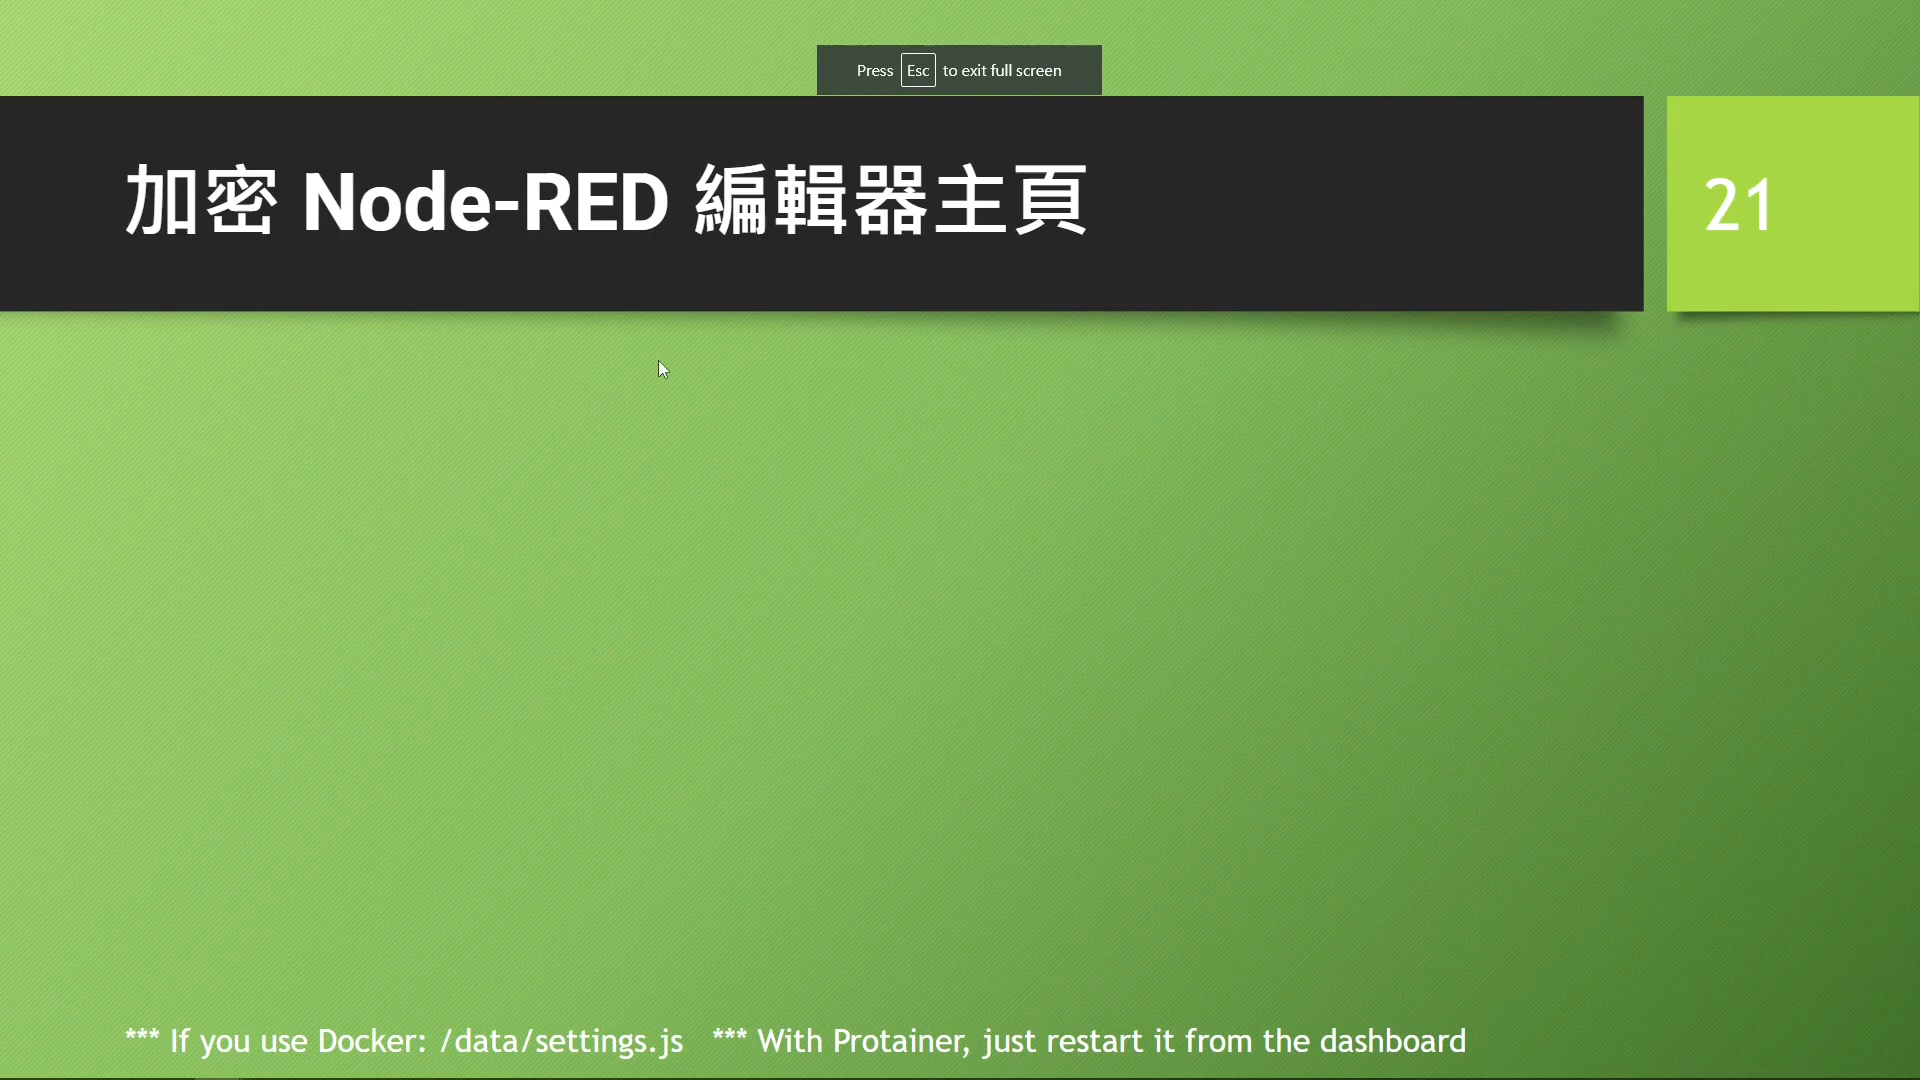 Press Esc to exit full screen
加密 Node-RED 編輯器主頁
21
*** If you use Docker: /data/settings.js *** With Protainer, just restart it from the dashboard